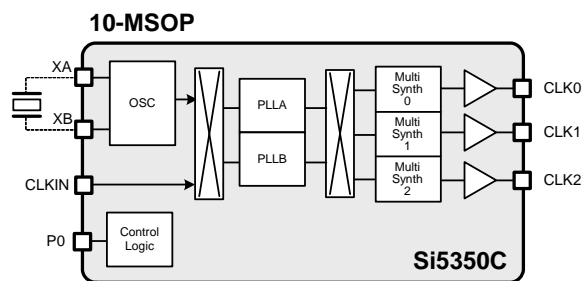 10-MSOP
XA
XB
OSC
CLKIN
P0
Control
Logic
PLLA
PLLB
Multi
Synth
0
Multi
Synth
1
Multi
Synth
2
CLK0
CLK1
CLK2
Si5350C